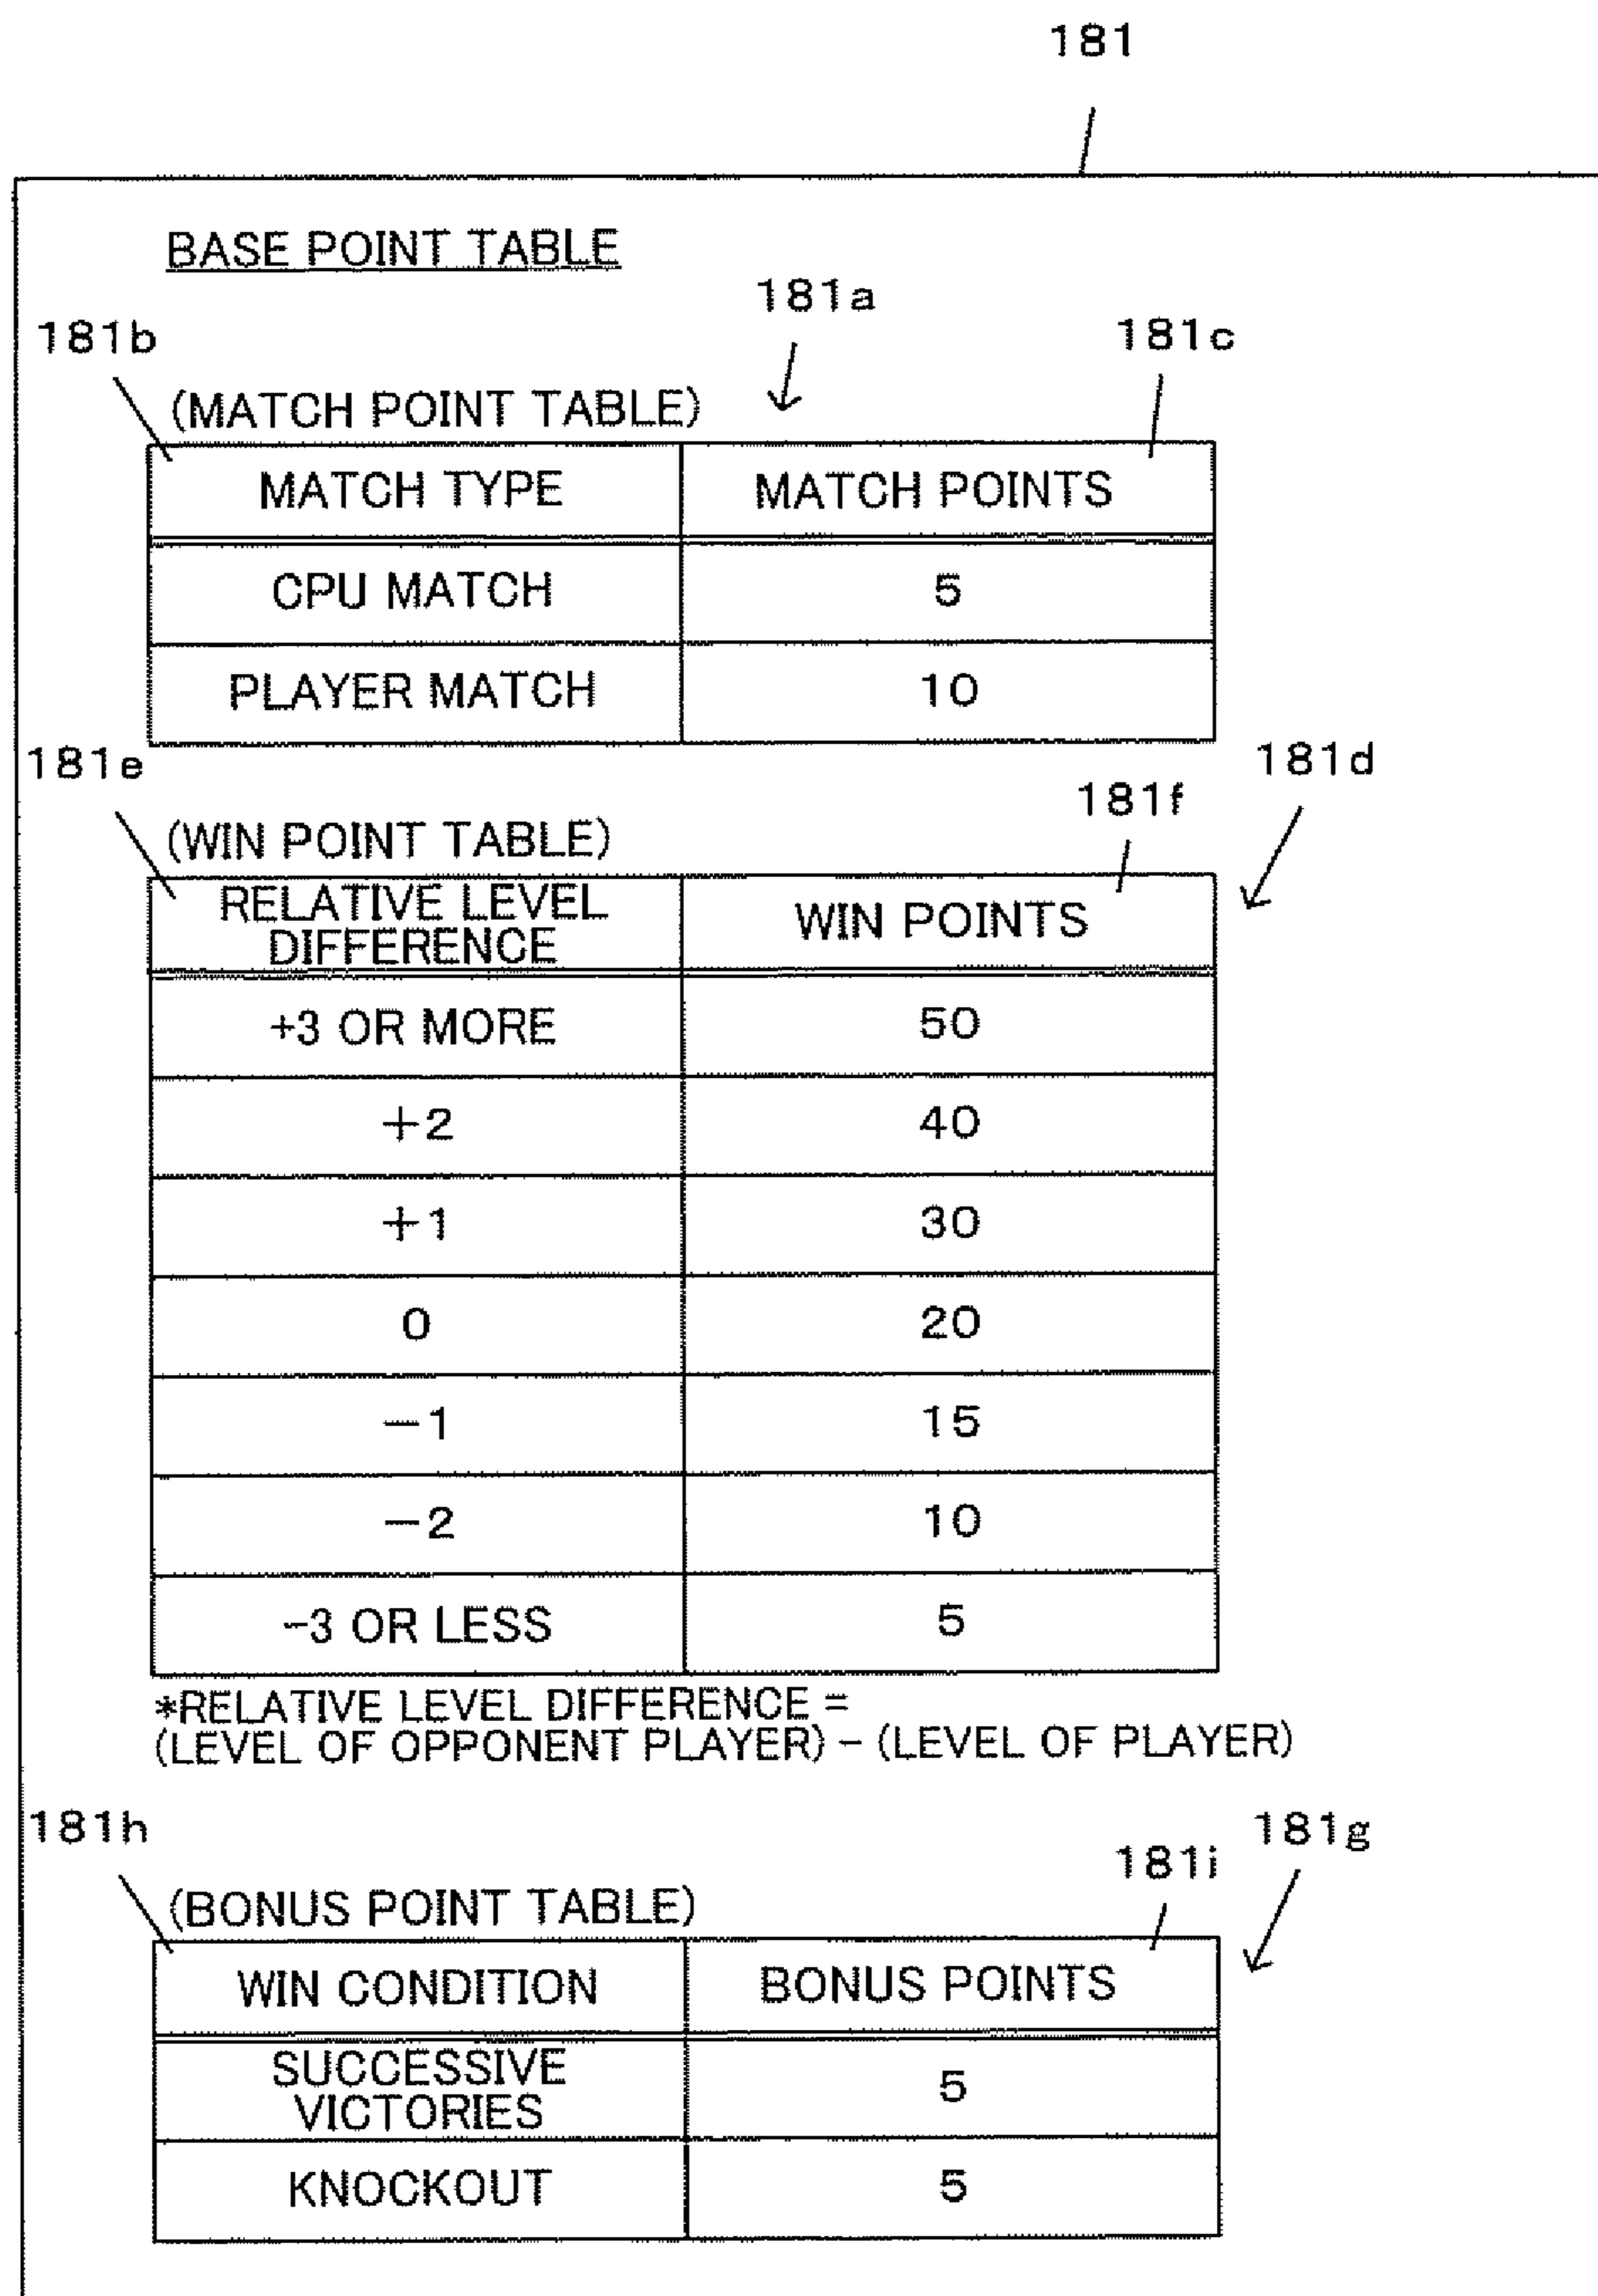 181
BASE POINT TABLE
181a
181b
181c
(MATCH POINT TABLE)
MATCH TYPE MATCH POINTS
CPU MATCH 5
PLAYER MATCH 10
181e
181d
181f
(WIN POINT TABLE)
RELATIVE LEVEL
DIFFERENCE
WIN POINTS
+3 OR MORE 50
+2 40
+1 30
0 20
-1 15
-2 10
-3 OR LESS 5
*RELATIVE LEVEL DIFFERENCE =
(LEVEL OF OPPONENT PLAYER) - (LEVEL OF PLAYER)
181h
181g
181i
(BONUS POINT TABLE)
WIN CONDITION BONUS POINTS
SUCCESSIVE
VICTORIES
5
KNOCKOUT 5